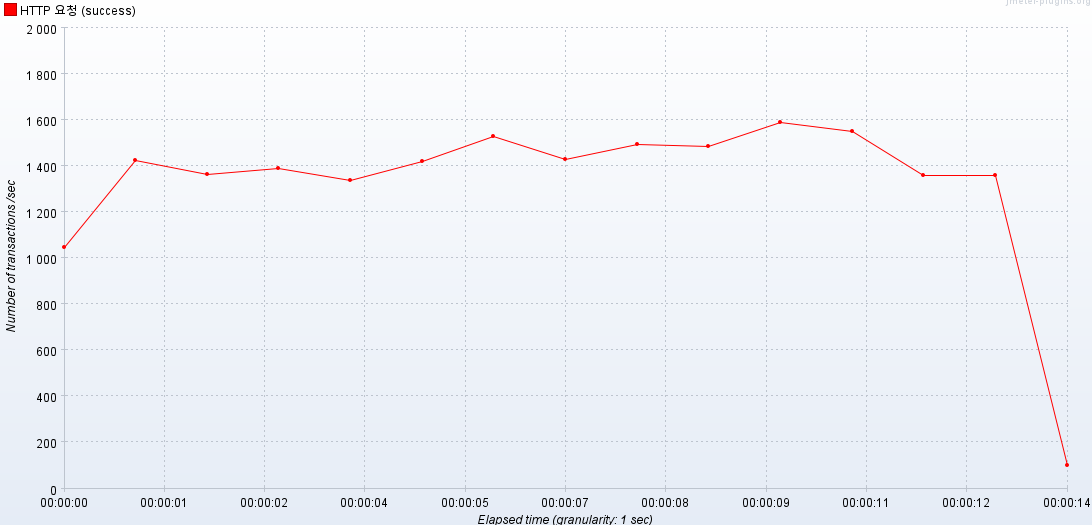 jmeter-plugins.org
HTTP 요청 (success)
2 000
1 800
1 600
1 400
1 200
1 000
800
600
400
200
0
Number of transactions /sec
00:00:00 00:00:01 00:00:02 00:00:04 00:00:05 00:00:07 00:00:08 00:00:09 00:00:11 00:00:12 00:00:14
Elapsed time (granularity: 1 sec)